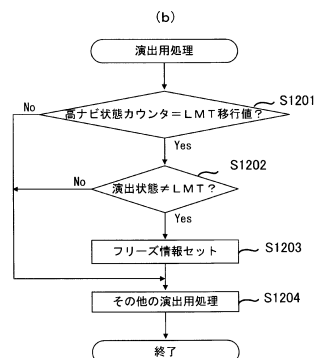 (b)
演出用処理
S1201
高ナビ状態カウンタ=LMT移行値?
No
Yes
S1202
演出状態≠LMT?
No
Yes
フリーズ情報セット
S1203
その他の演出用処理
S1204
終了